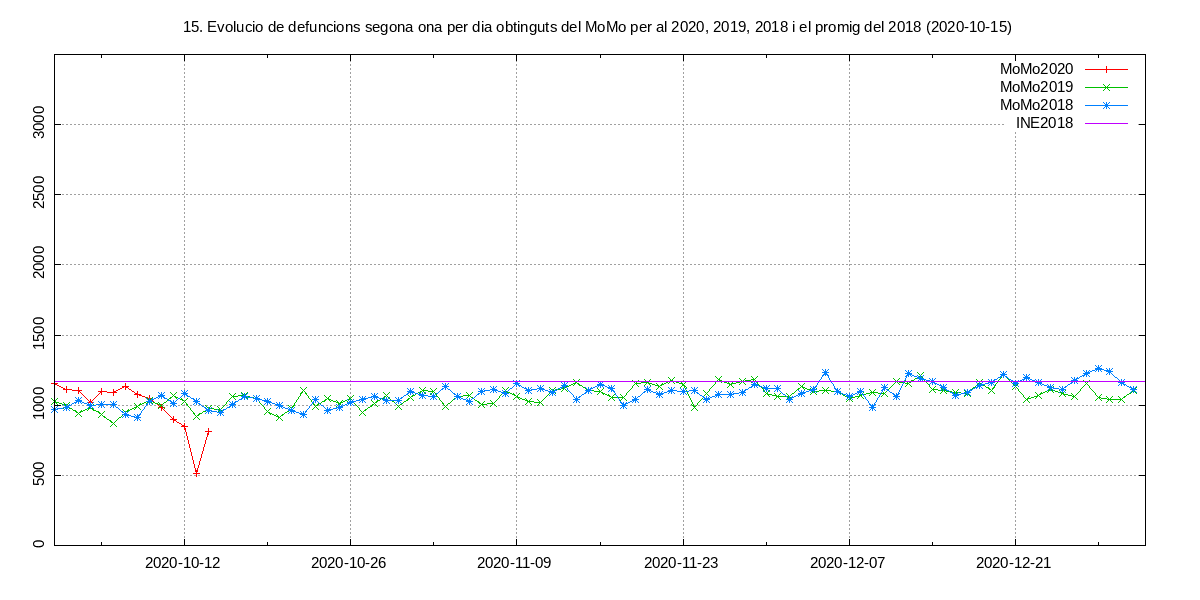 15. Evolucio de defuncions segona ona per dia obtinguts del MoMo per al 2020, 2019, 2018 i el promig del 2018 (2020-10-15)
MoMo2020
MoMo2019
MoMo2018
INE2018
3000
2500
2000
1500
1000
500
0
2020-10-12 2020-10-26 2020-11-09 2020-11-23 2020-12-07 2020-12-21